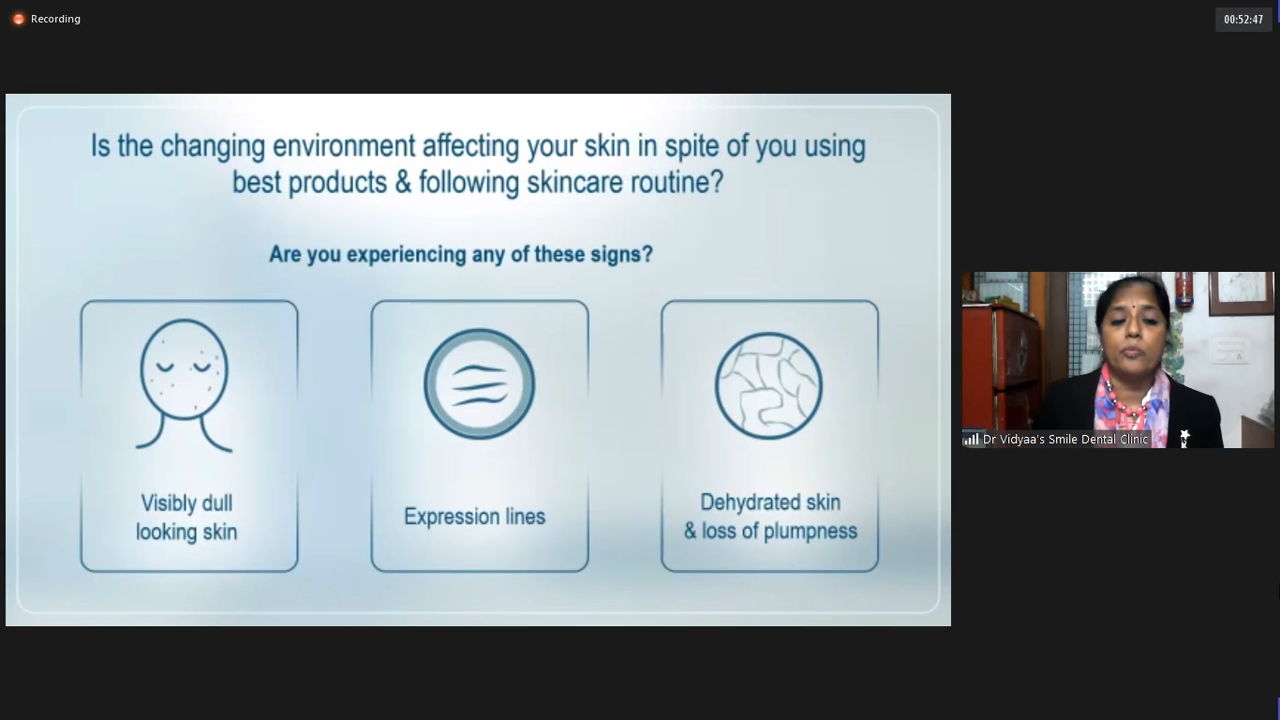 Recording
00:52:47
Is the changing environment affecting your skin in spite of you using
best products & following skincare routine?
Are you experiencing any of these signs?
Visibly dull
looking skin
Expression lines
Dehydrated skin
& loss of plumpness
Dr Vidyaa's Smile Dental Clinic